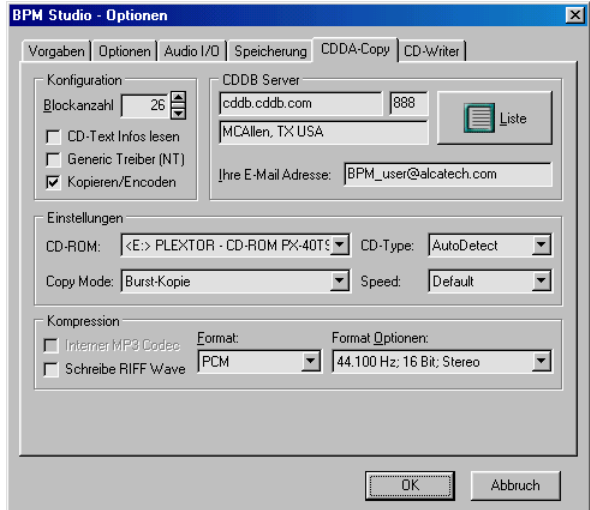 BPM Studio - Optionen
Vorgaben Optionen Audio I/O Speicherung CDDA-Copy CD-Writer
Konfiguration
Blockanzahl 26
CD-Text Infos lesen
Generic Treiber (NT)
Kopieren/Encoden
CDDB Server
cddb.cddb.com 888
MCAllen, TX USA
Liste
Ihre E-Mail Adresse: BPM_user@alcatech.com
Einstellungen
CD-ROM: <E:> PLEXTOR - CD-ROM PX-40TS CD-Type: AutoDetect
Copy Mode: Burst-Kopie Speed: Default
Kompression
Interner MP3 Codec
Schreibe RIFF Wave
Format:
PCM
Format Optionen:
44.100 Hz; 16 Bit; Stereo
OK Abbruch